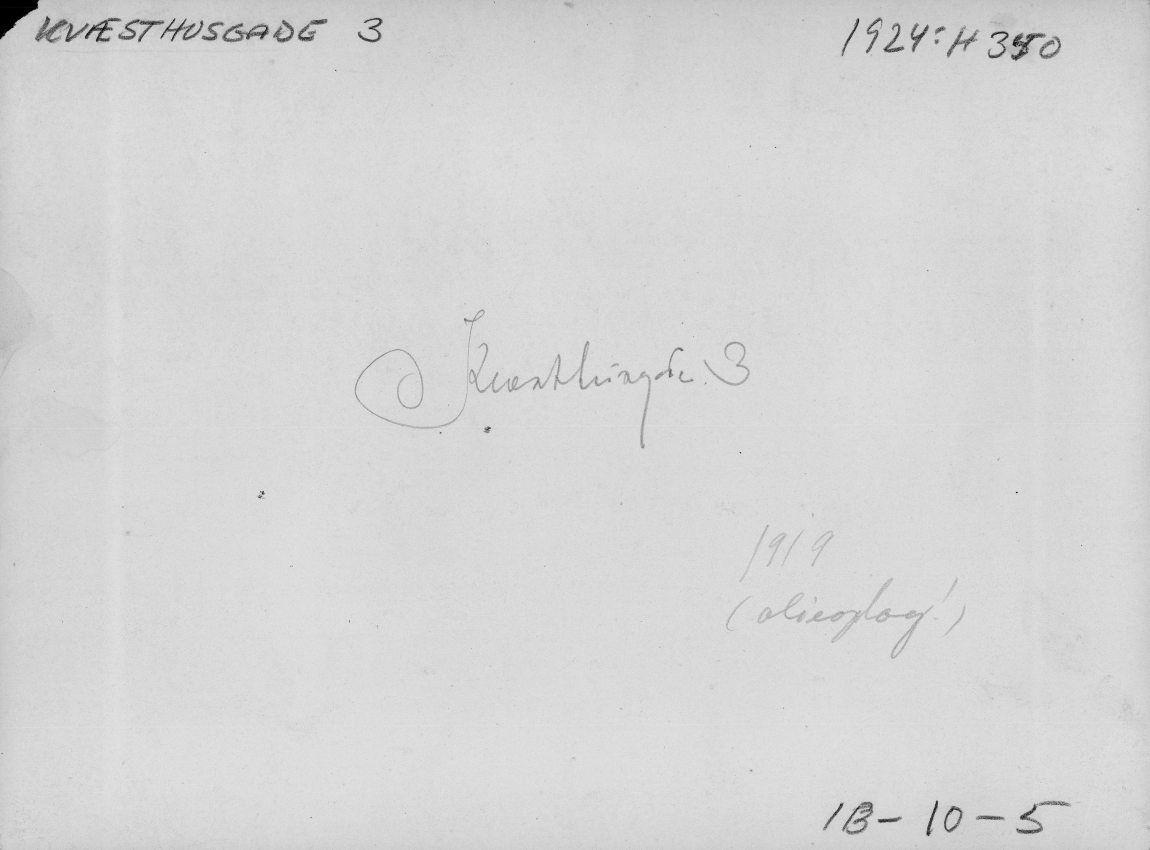 KVÆSTHUSGADE 3
1924: H 350
Kvæsthusgade 3
1919
(olieoplag!)
1B-10-5